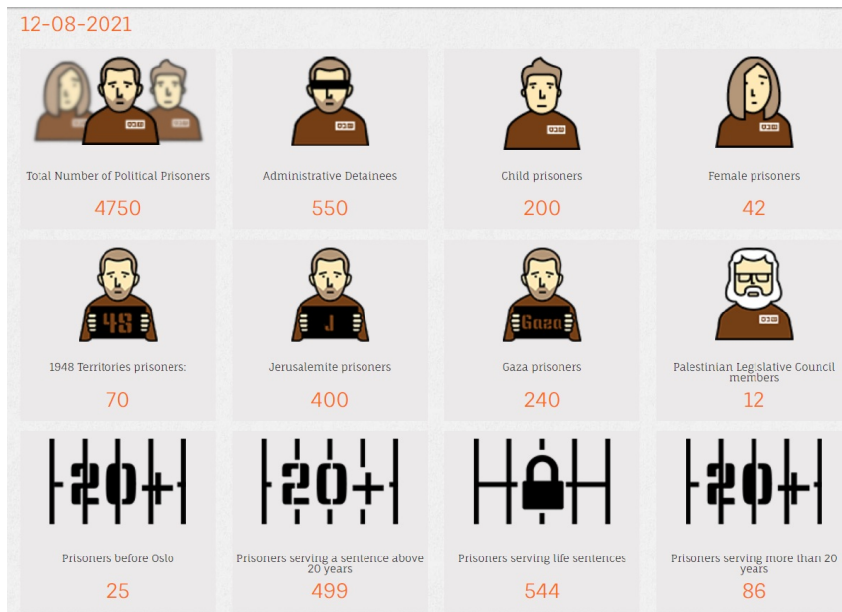 12-08-2021
Total Number of Political Prisoners
4750
Administrative Detainees
550
Child prisoners
200
Female prisoners
42
48
1948 Territories prisoners:
70
J
Jerusalemite prisoners
400
Gaza
Gaza prisoners
240
Palestinian Legislative Council
members
12
20+
Prisoners before Oslo
25
20+
Prisoners serving a sentence above
20 years
499
Prisoners serving life sentences
544
20+
Prisoners serving more than 20
years
86